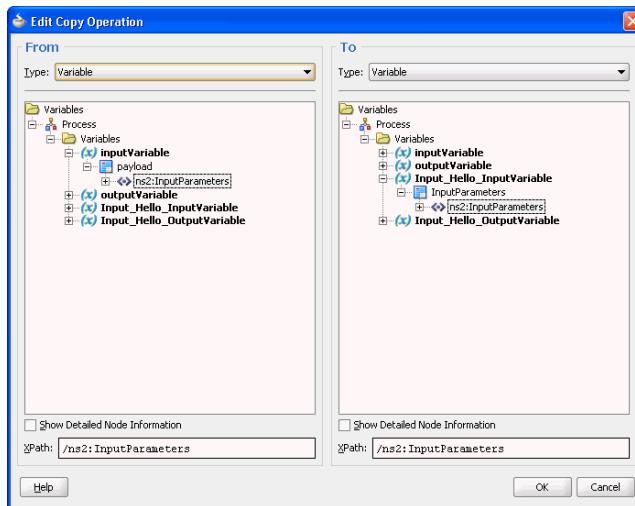 Edit Copy Operation
From
Type: Variable
Variables
Process
Variables
(x) inputVariable
payload
ns2:InputParameters
(x) outputVariable
(x) Input_Hello_InputVariable
(x) Input_Hello_OutputVariable
Show Detailed Node Information
XPath: /ns2:InputParameters
To
Type: Variable
Variables
Process
Variables
(x) inputVariable
(x) outputVariable
(x) Input_Hello_InputVariable
InputParameters
ns2:InputParameters
(x) Input_Hello_OutputVariable
Show Detailed Node Information
XPath: /ns2:InputParameters
Help
OK
Cancel